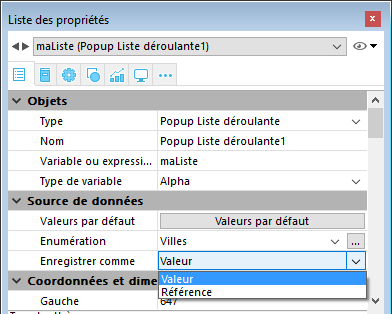 Liste des propriétés
maListe (Popup Liste déroulante1)
Objets
Type Popup Liste déroulante
Nom Popup Liste déroulante1
Variable ou expressi... maListe
Type de variable Alpha
Source de données
Valeurs par défaut Valeurs par défaut
Enumération Villes ...
Enregistrer comme Valeur
Valeur
Référence
Coordonnées et dime
Gauche 647